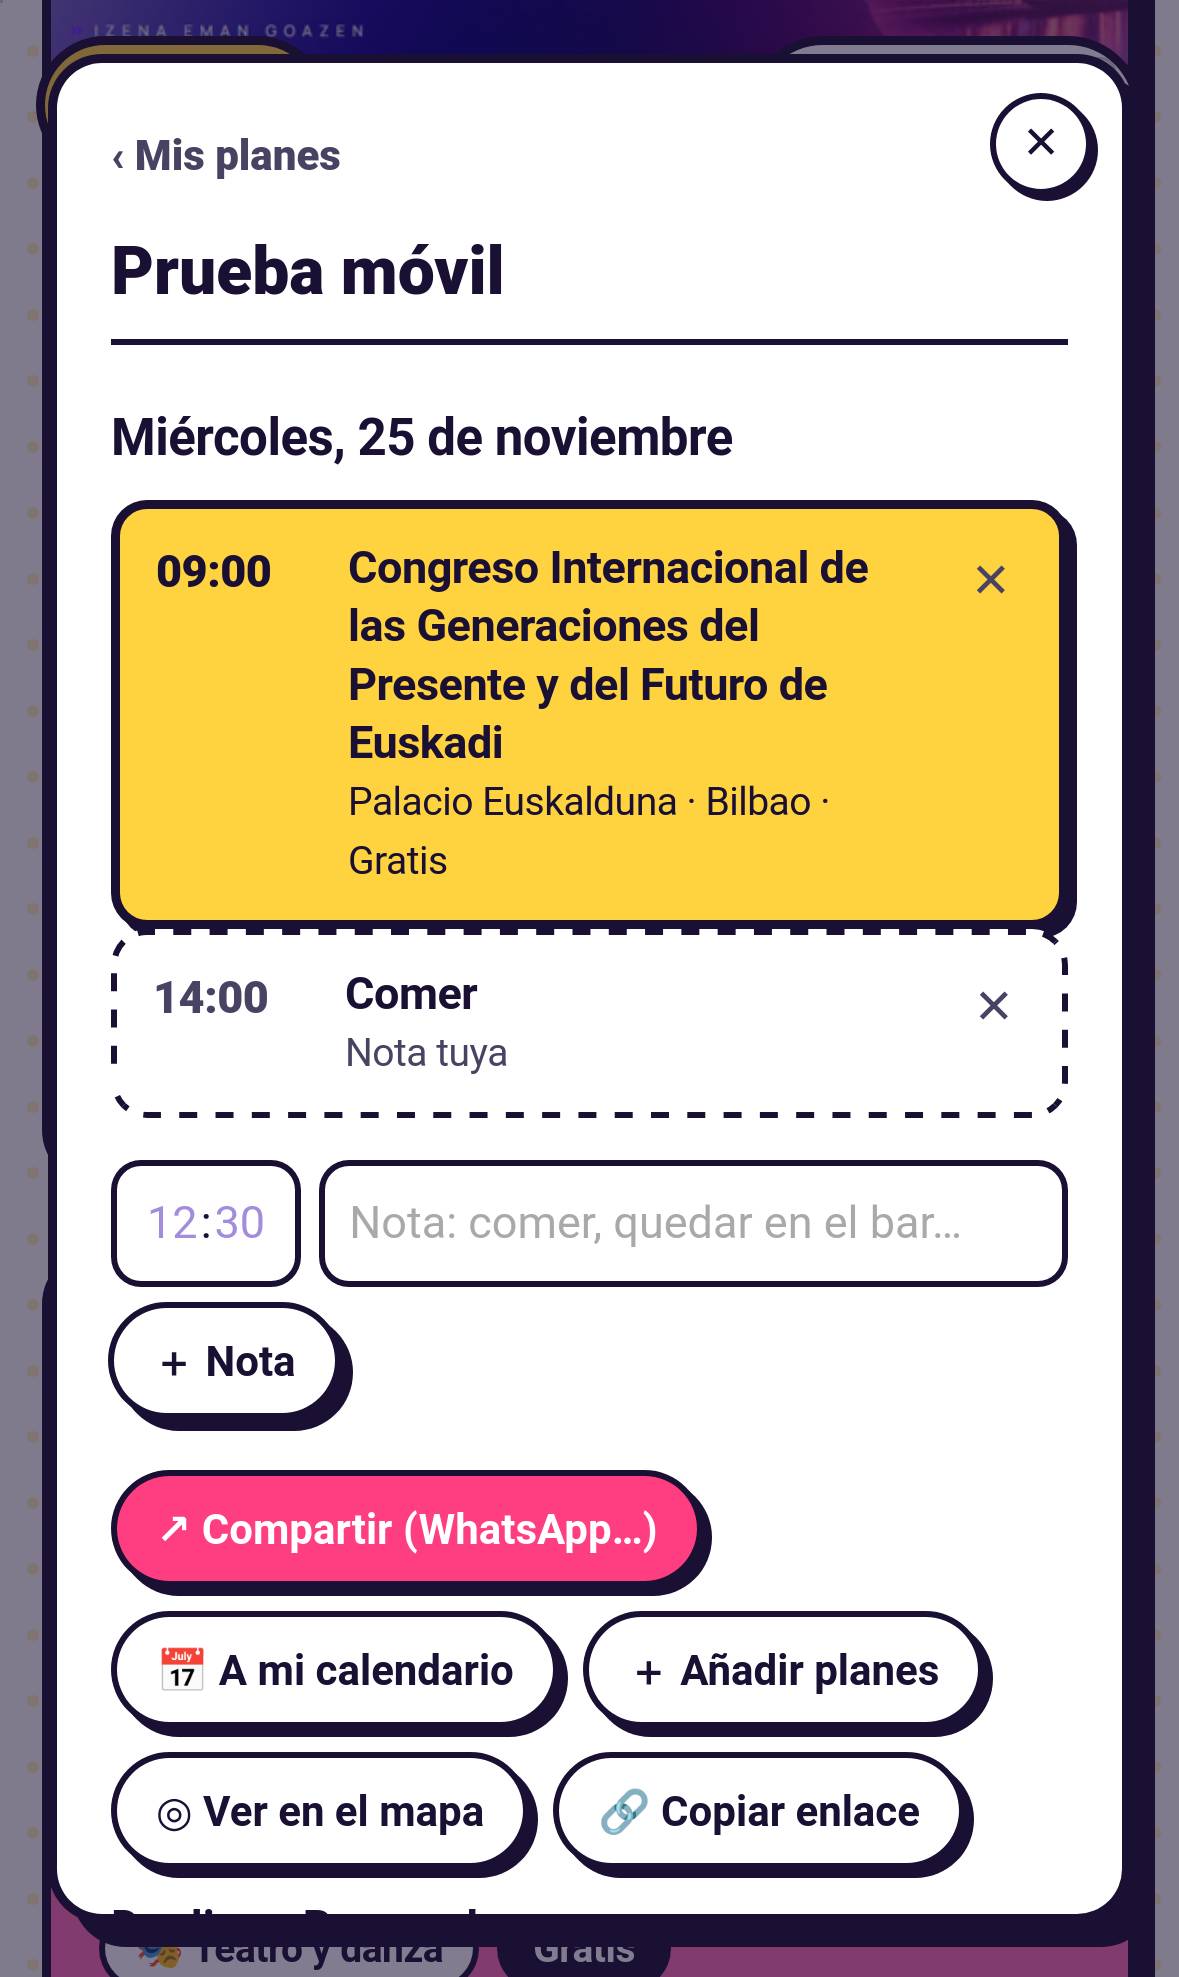 IZENA EMAN GOAZEN
‹ Mis planes
✕
Prueba móvil
Miércoles, 25 de noviembre
09:00
Congreso Internacional de
las Generaciones del
Presente y del Futuro de
Euskadi
✕
Palacio Euskalduna · Bilbao ·
Gratis
14:00
Comer
✕
Nota tuya
12:30
Nota: comer, quedar en el bar…
+ Nota
↗ Compartir (WhatsApp…)
📅 A mi calendario
+ Añadir planes
◎ Ver en el mapa
🔗 Copiar enlace
🎭 Teatro y danza
Gratis